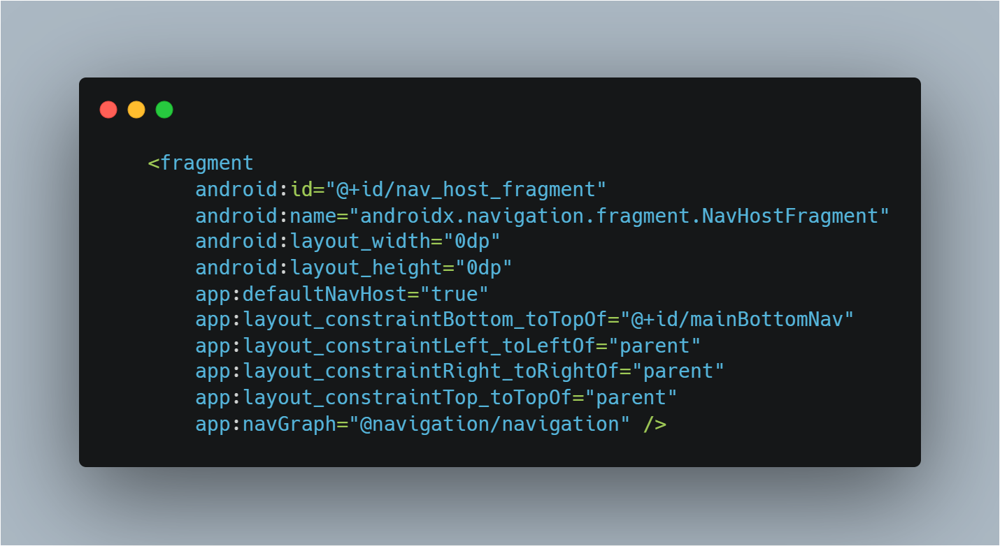 <fragment
android:id="@+id/nav_host_fragment"
android:name="androidx.navigation.fragment.NavHostFragment"
android:layout_width="0dp"
android:layout_height="0dp"
app:defaultNavHost="true"
app:layout_constraintBottom_toTopOf="@+id/mainBottomNav"
app:layout_constraintLeft_toLeftOf="parent"
app:layout_constraintRight_toRightOf="parent"
app:layout_constraintTop_toTopOf="parent"
app:navGraph="@navigation/navigation" />